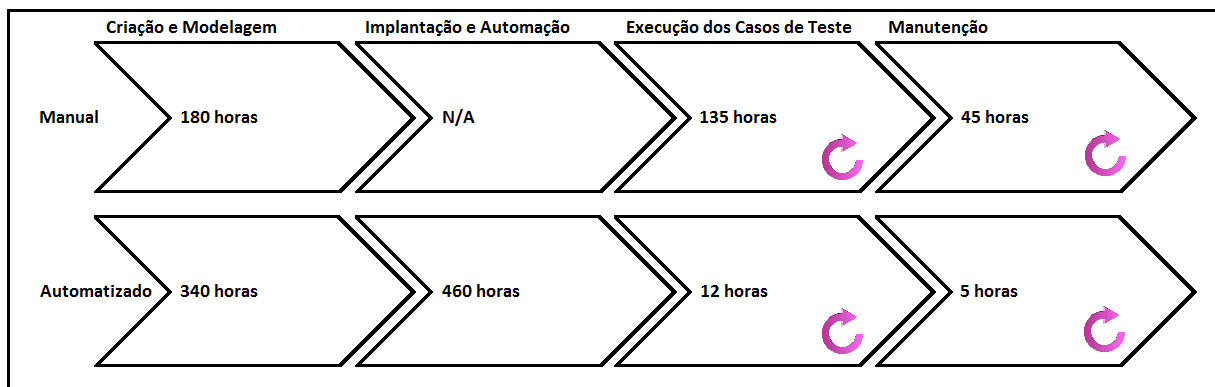 Criação e Modelagem
Implantação e Automação
Execução dos Casos de Teste
Manutenção
Manual
180 horas
N/A
135 horas
45 horas
Automatizado
340 horas
460 horas
12 horas
5 horas